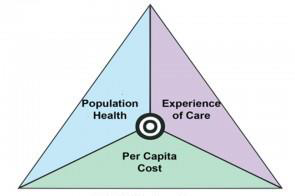 Population
Health
Experience
of Care
Per Capita
Cost